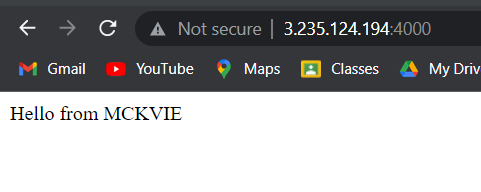 Not secure | 3.235.124.194:4000
Gmail YouTube Maps Classes My Driv
Hello from MCKVIE